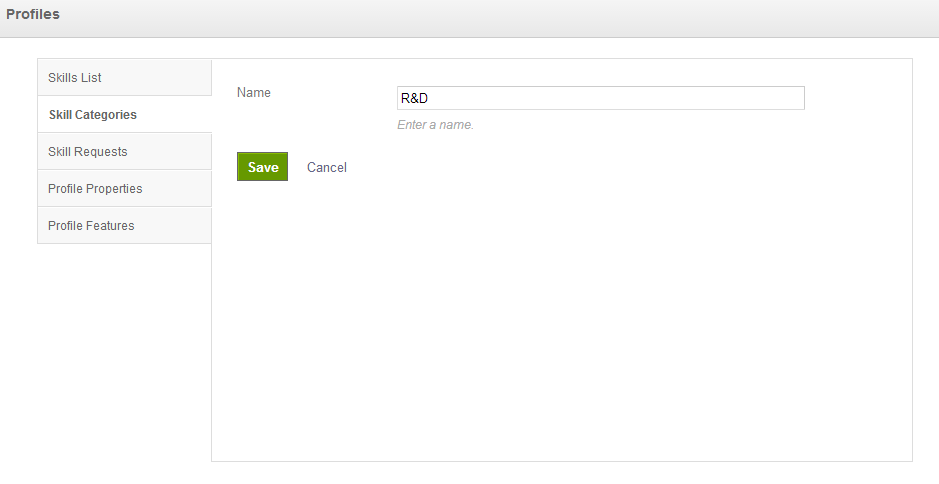 Profiles
Skills List
Skill Categories
Skill Requests
Profile Properties
Profile Features
Name
R&D
Enter a name.
Save
Cancel